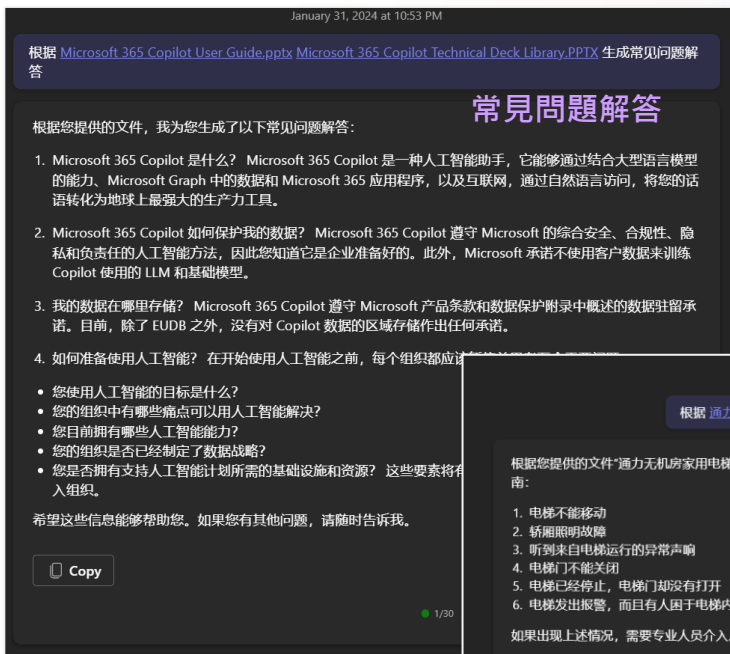 January 31, 2024 at 10:53 PM
根据 Microsoft 365 Copilot User Guide.pptx Microsoft 365 Copilot Technical Deck Library.PPTX 生成常见问题解
答
常見問題解答
根据您提供的文件，我为您生成了以下常见问题解答：
1. Microsoft 365 Copilot 是什么？ Microsoft 365 Copilot 是一种人工智能助手，它能够通过结合大型语言模型
的能力、Microsoft Graph 中的数据和 Microsoft 365 应用程序，以及互联网，通过自然语言访问，将您的话
语转化为地球上最强大的生产力工具。
2. Microsoft 365 Copilot 如何保护我的数据？ Microsoft 365 Copilot 遵守 Microsoft 的综合安全、合规性、隐
私和负责任的人工智能方法，因此您知道它是企业准备好的。此外，Microsoft 承诺不使用客户数据来训练
Copilot 使用的 LLM 和基础模型。
3. 我的数据在哪里存储？ Microsoft 365 Copilot 遵守 Microsoft 产品条款和数据保护附录中概述的数据驻留承
诺。目前，除了 EUDB 之外，没有对 Copilot 数据的区域存储作出任何承诺。
4. 如何准备使用人工智能？ 在开始使用人工智能之前，每个组织都应该
• 您使用人工智能的目标是什么？
• 您的组织中有哪些痛点可以用人工智能解决？
• 您目前拥有哪些人工智能能力？
• 您的组织是否已经制定了数据战略？
• 您是否拥有支持人工智能计划所需的基础设施和资源？ 这些要素将有
入组织。
希望这些信息能够帮助您。如果您有其他问题，请随时告诉我。
Copy
1/30
根据 通力
根据您提供的文件“通力无机房家用电梯
南：
1. 电梯不能移动
2. 轿厢照明故障
3. 听到来自电梯运行的异常声响
4. 电梯门不能关闭
5. 电梯已经停止，电梯门却没有打开
6. 电梯发出报警，而且有人困于电梯内
如果出现上述情况，需要专业人员介入。